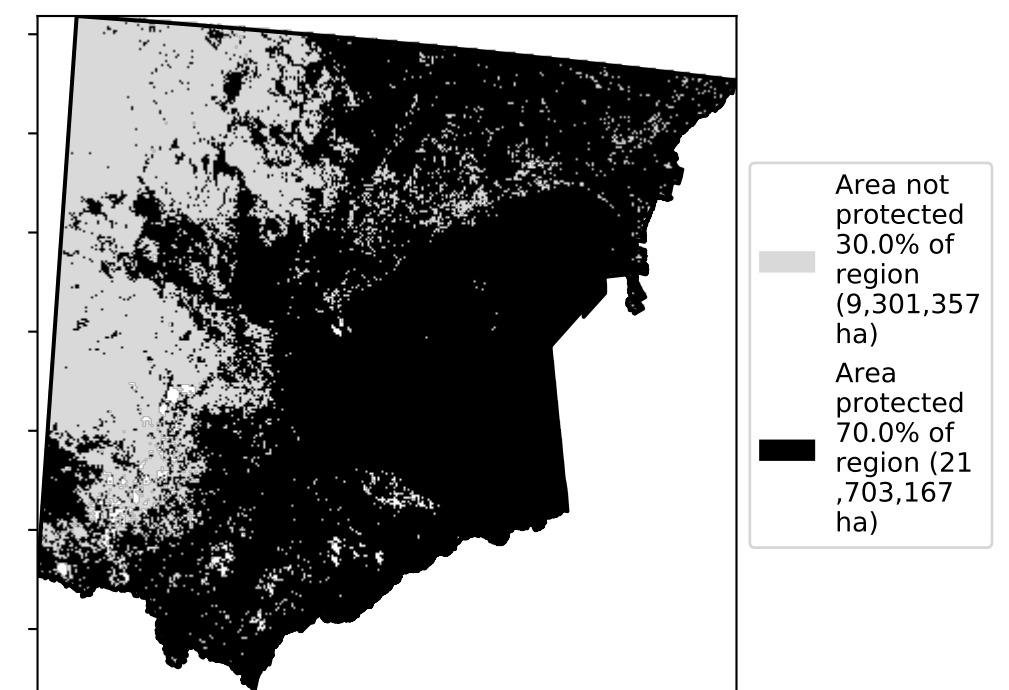 Area not
protected
30.0% of
region
(9,301,357
ha)
Area
protected
70.0% of
region (21
,703,167
ha)